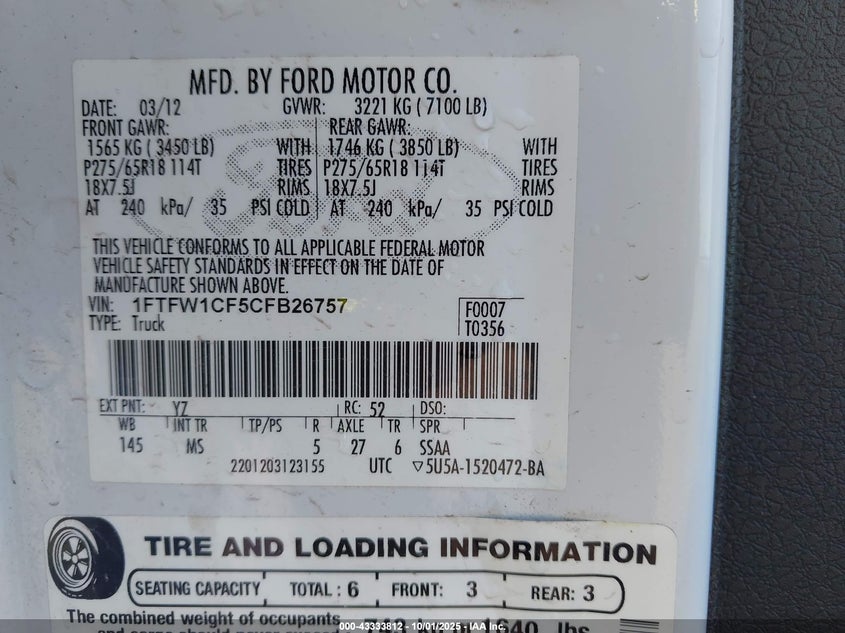 MFD. BY FORD MOTOR CO.
DATE: 03/12 GVWR: 3221 KG ( 7100 LB)
FRONT GAWR: REAR GAWR:
1565 KG ( 3450 LB) WITH 1746 KG ( 3850 LB) WITH
P275/65R18 114T TIRES P275/65R18 114T TIRES
18X7.5J RIMS 18X7.5J RIMS
AT 240 kPa/ 35 PSI COLD AT 240 kPa/ 35 PSI COLD
Ford
THIS VEHICLE CONFORMS TO ALL APPLICABLE FEDERAL MOTOR
VEHICLE SAFETY STANDARDS IN EFFECT ON THE DATE OF
MANUFACTURE SHOWN ABOVE.
VIN: 1FTFW1CF5CFB26757 F0007
TYPE: Truck T0356
EXT PNT: YZ RC: 52 DSO:
WB INT TR TP/PS R AXLE TR SPR
145 MS 5 27 6 SSAA
2201203123155 UTC ▽5U5A-1520472-BA
TIRE AND LOADING INFORMATION
SEATING CAPACITY TOTAL : 6 FRONT: 3 REAR: 3
The combined weight of occupants
lbs
© 00-43333812 - 10/01/2025 - IAA Inc.